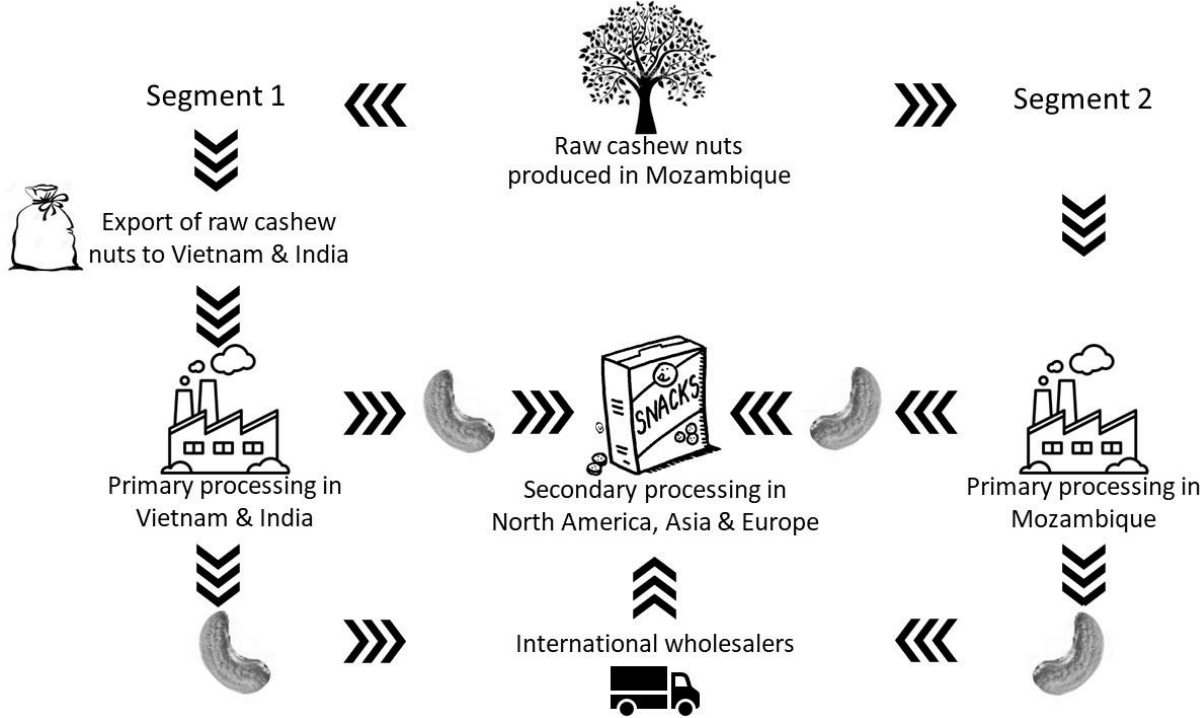 Segment 1
Raw cashew nuts
produced in Mozambique
Segment 2
Export of raw cashew
nuts to Vietnam & India
SNACKS
Primary processing in
Vietnam & India
Secondary processing in
North America, Asia & Europe
Primary processing in
Mozambique
International wholesalers